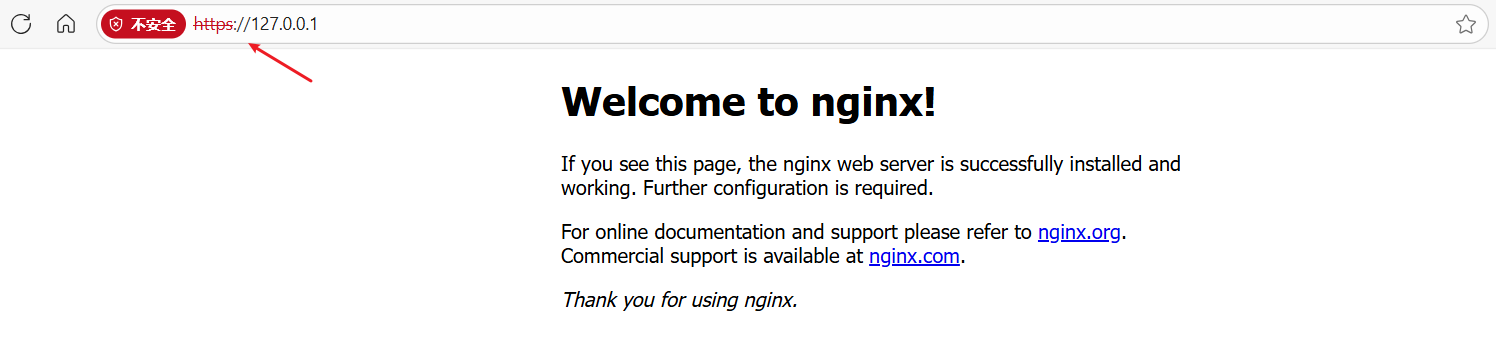 不安全 https://127.0.0.1
Welcome to nginx!
If you see this page, the nginx web server is successfully installed and
working. Further configuration is required.
For online documentation and support please refer to nginx.org.
Commercial support is available at nginx.com.
Thank you for using nginx.